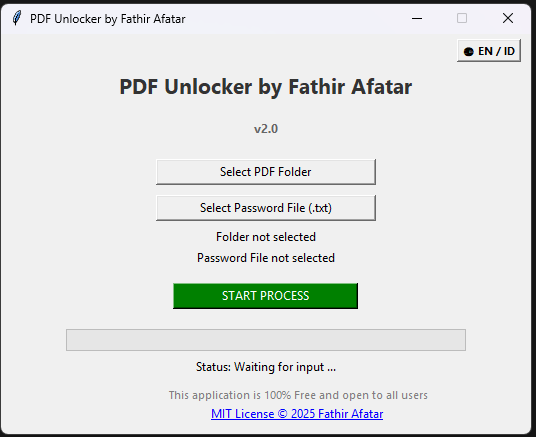 PDF Unlocker by Fathir Afatar
EN / ID
PDF Unlocker by Fathir Afatar
v2.0
Select PDF Folder
Select Password File (.txt)
Folder not selected
Password File not selected
START PROCESS
Status: Waiting for input ...
This application is 100% Free and open to all users
MIT License © 2025 Fathir Afatar